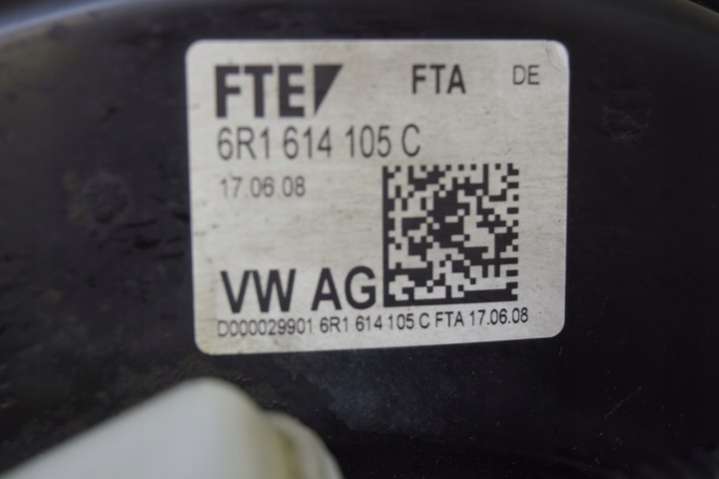 FTE FTA DE
6R1 614 105 C
17.06.08
VW AG
D000029901 6R1 614 105 C FTA 17.06.08